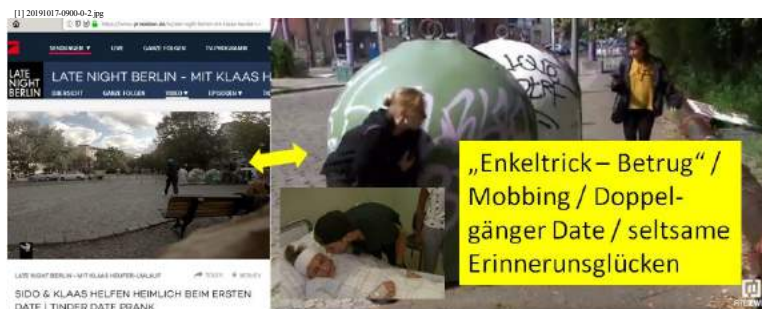 [1] 20191017-0900-0-2.jpg
SENDUNGEN ▼ LIVE GANZE FOLGEN TV-PROGRAMM
LATE NIGHT BERLIN
LATE NIGHT BERLIN - MIT KLAAS H
ÜBERSICHT GANZE FOLGEN VIDEO ▼ EPISODEN ▼
„Enkeltrick – Betrug“ /
Mobbing / Doppel-
gänger Date / seltsame
Erinnerunsglücken
LATE NIGHT BERLIN - MIT KLAAS HEUFER-UMLAUF
TEILEN
SIDO & KLAAS HELFEN HEIMLICH BEIM ERSTEN
DATE | TINDER DATE PRANK